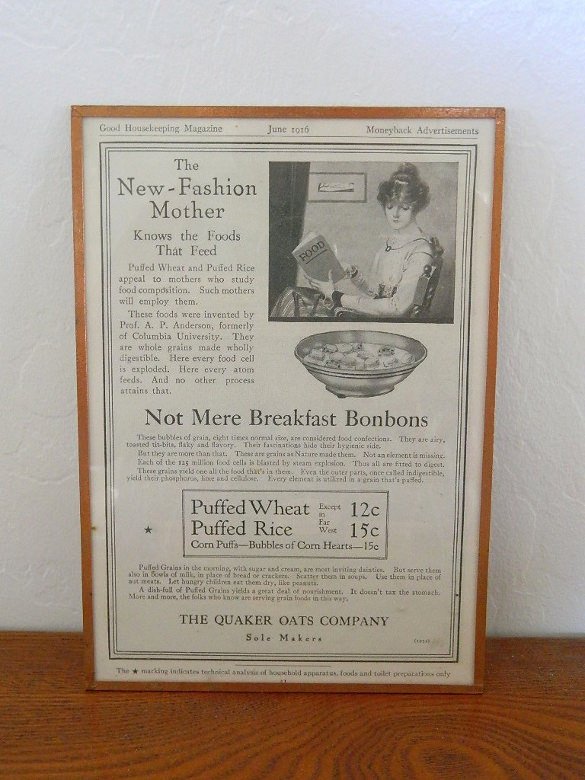 Good Housekeeping Magazine June 1916 Moneyback Advertisements
The
New-Fashion
Mother
Knows the Foods
That Feed
Puffed Wheat and Puffed Rice
appeal to mothers who study
food composition. Such mothers
will employ them.
These foods were invented by
Prof. A. P. Anderson, formerly
of Columbia University. They
are whole grains made wholly
digestible. Here every food cell
is exploded. Here every atom
feeds. And no other process
attains that.
FOOD
Not Mere Breakfast Bonbons
These bubbles of grain, eight times normal size, are considered food confections. They are airy,
toasted tit-bits, flaky and flavory. Their fascinations hide their hygienic side.
But they are more than that. These are grains as Nature made them. Not an element is missing.
Each of the 125 million food cells is blasted by steam explosion. Thus all are fitted to digest.
These grains yield one all the food that's in them. Even the outer parts, once called indigestible,
yield their phosphorus, lime and cellulose. Every element is utilized in a grain that's puffed.
Puffed Wheat Except 12c
in
Puffed Rice Far West 15c
Corn Puffs—Bubbles of Corn Hearts—15c
★
Puffed Grains in the morning, with sugar and cream, are most inviting dainties. But serve them
also in bowls of milk, in place of bread or crackers. Scatter them in soups. Use them in place of
nut meats. Let hungry children eat them dry, like peanuts.
A dish-full of Puffed Grains yields a great deal of nourishment. It doesn't tax the stomach.
More and more, the folks who know are serving grain foods in this way.
THE QUAKER OATS COMPANY
Sole Makers
The ★ marking indicates technical analysis of household apparatus, foods and toilet preparations only